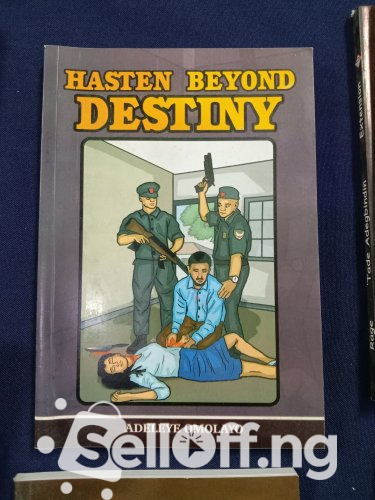 HASTEN BEYOND
DESTINY
ADELEYE OMOLAYO
SellOff.ng
Rage
Tade Adegbindin
Extension